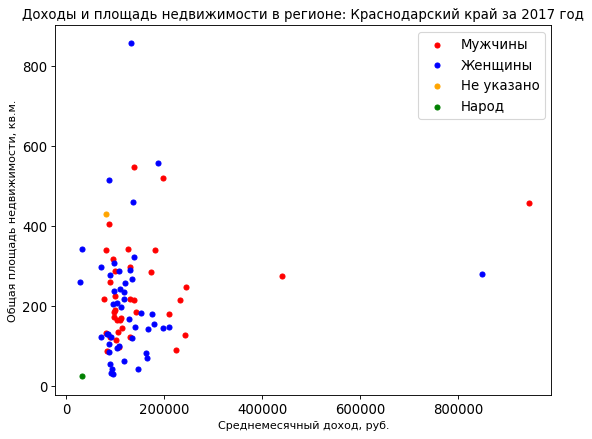 Доходы и площадь недвижимости в регионе: Краснодарский край за 2017 год
Мужчины
Женщины
Не указано
Народ
Общая площадь недвижимости, кв.м.
800
600
400
200
0
0 200000 400000 600000 800000
Среднемесячный доход, руб.